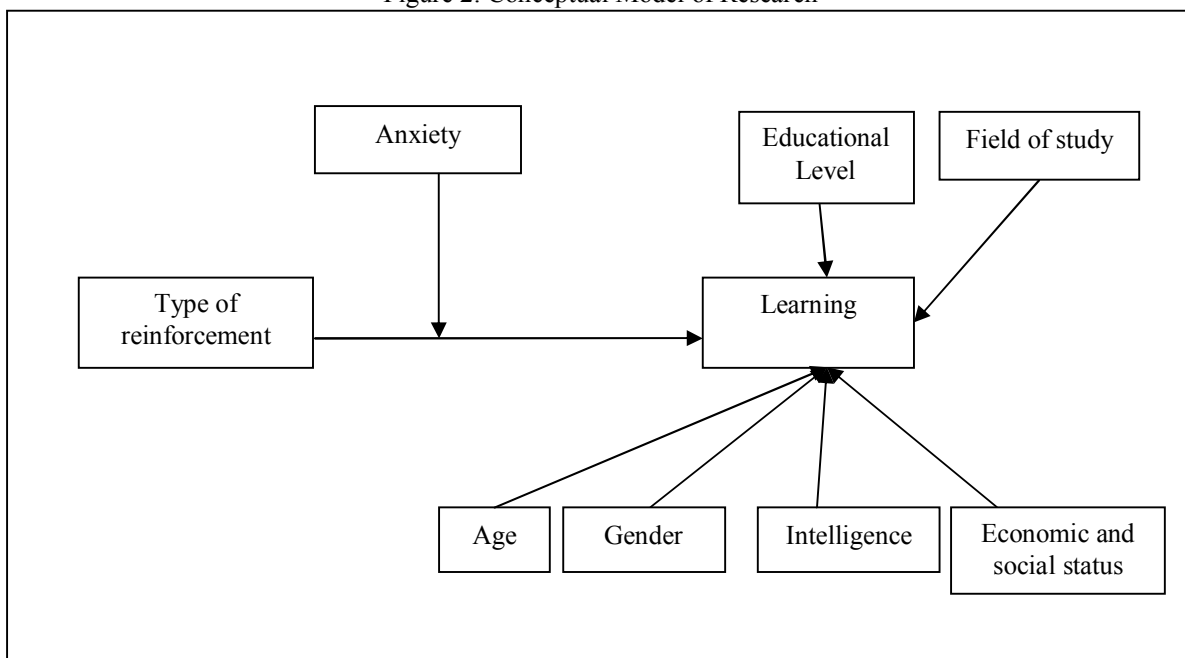 Figure 2: Conceptual Model of Research
Anxiety
Educational
Level
Field of study
Type of
reinforcement
Learning
Age
Gender
Intelligence
Economic and
social status